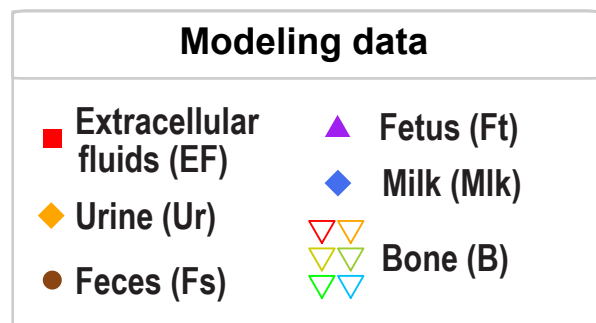 Modeling data
Extracellular
fluids (EF)
Urine (Ur)
Feces (Fs)
Fetus (Ft)
Milk (Mlk)
Bone (B)